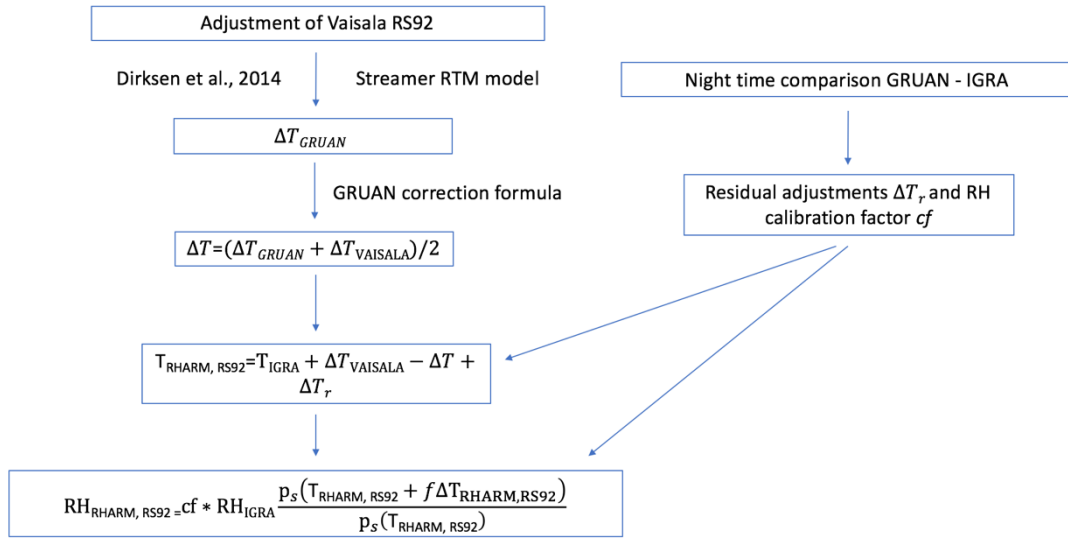 Adjustment of Vaisala RS92
Dirksen et al., 2014
Streamer RTM model
Night time comparison GRUAN - IGRA
Δ𝑇_GRUAN
GRUAN correction formula
Residual adjustments Δ𝑇_r and RH
calibration factor cf
Δ𝑇=(Δ𝑇_GRUAN + Δ𝑇_VAISALA)/2
T_RHARM, RS92=T_IGRA + Δ𝑇_VAISALA − Δ𝑇 +
Δ𝑇_r
RH_RHARM, RS92 =cf ∗ RH_IGRA p_s(T_RHARM, RS92 + 𝑓ΔT_RHARM,RS92) / p_s(T_RHARM, RS92)